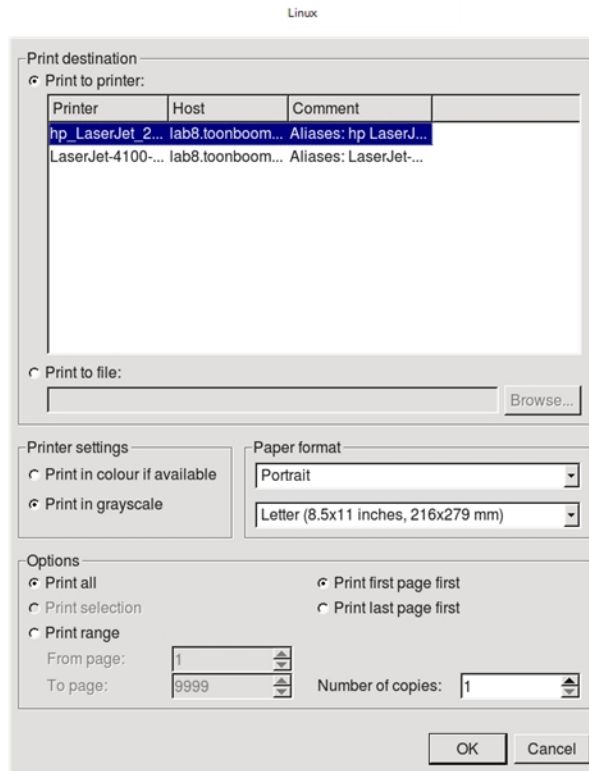 Linux
Print destination
Print to printer:
Printer Host Comment
hp_LaserJet_2... lab8.toonboom... Aliases: hp LaserJ...
LaserJet-4100-... lab8.toonboom... Aliases: LaserJet-...
Print to file:
Browse...
Printer settings
Print in colour if available
Print in grayscale
Paper format
Portrait
Letter (8.5x11 inches, 216x279 mm)
Options
Print all
Print selection
Print range
From page: 1
To page: 9999
Print first page first
Print last page first
Number of copies: 1
OK Cancel